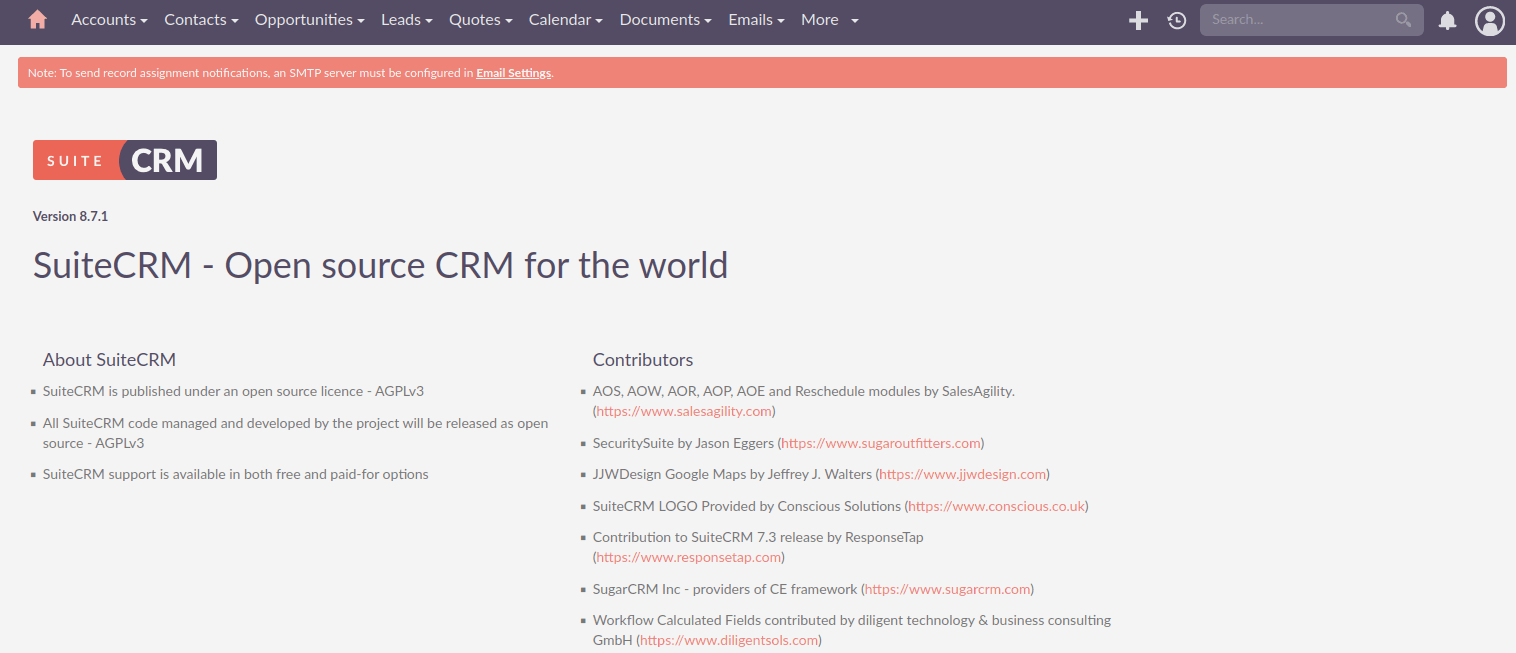 Accounts Contacts Opportunities Leads Quotes Calendar Documents Emails More Search...
Note: To send record assignment notifications, an SMTP server must be configured in Email Settings.
SUITE CRM
Version 8.7.1
SuiteCRM - Open source CRM for the world
About SuiteCRM
SuiteCRM is published under an open source licence - AGPLv3
All SuiteCRM code managed and developed by the project will be released as open
source - AGPLv3
SuiteCRM support is available in both free and paid-for options
Contributors
AOS, AOW, AOR, AOP, AOE and Reschedule modules by SalesAgility.
(https://www.salesagility.com)
SecuritySuite by Jason Eggers (https://www.sugaroutfitters.com)
JJWDesign Google Maps by Jeffrey J. Walters (https://www.jjwdesign.com)
SuiteCRM LOGO Provided by Conscious Solutions (https://www.conscious.co.uk)
Contribution to SuiteCRM 7.3 release by ResponseTap
(https://www.responsetap.com)
SugarCRM Inc - providers of CE framework (https://www.sugarcrm.com)
Workflow Calculated Fields contributed by diligent technology & business consulting
GmbH (https://www.diligentsols.com)